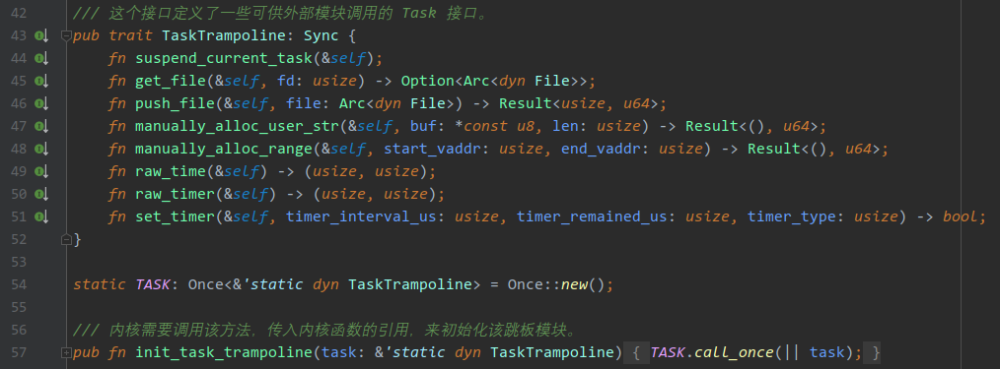 42 /// 这个接口定义了一些可供外部模块调用的 Task 接口。
43 pub trait TaskTrampoline: Sync {
44 fn suspend_current_task(&self);
45 fn get_file(&self, fd: usize) -> Option<Arc<dyn File>>;
46 fn push_file(&self, file: Arc<dyn File>) -> Result<usize, u64>;
47 fn manually_alloc_user_str(&self, buf: *const u8, len: usize) -> Result<(), u64>;
48 fn manually_alloc_range(&self, start_vaddr: usize, end_vaddr: usize) -> Result<(), u64>;
49 fn raw_time(&self) -> (usize, usize);
50 fn raw_timer(&self) -> (usize, usize);
51 fn set_timer(&self, timer_interval_us: usize, timer_remained_us: usize, timer_type: usize) -> bool;
52 }
53
54 static TASK: Once<&'static dyn TaskTrampoline> = Once::new();
55
56 /// 内核需要调用该方法，传入内核函数的引用，来初始化该跳板模块。
57 pub fn init_task_trampoline(task: &'static dyn TaskTrampoline) { TASK.call_once(|| task); }